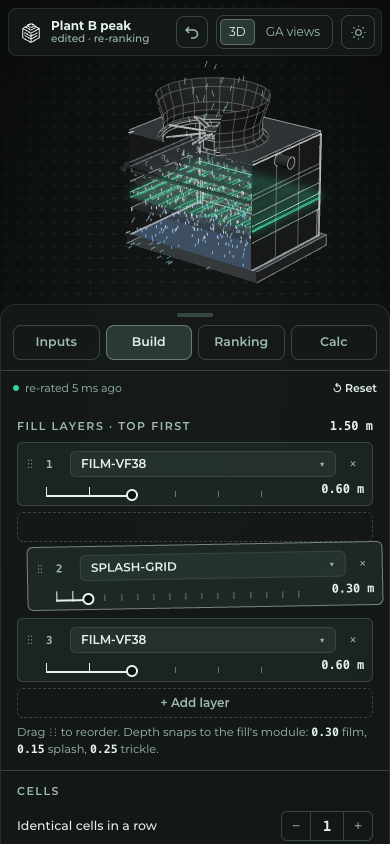 Plant B peak
edited · re-ranking
3D
GA views
Inputs
Build
Ranking
Calc
re-rated 5 ms ago
Reset
FILL LAYERS · TOP FIRST
1.50 m
1
FILM-VF38
×
0.60 m
2
SPLASH-GRID
×
0.30 m
3
FILM-VF38
×
0.60 m
+ Add layer
Drag ⁝⁝ to reorder. Depth snaps to the fill's module: 0.30 film,
0.15 splash, 0.25 trickle.
CELLS
Identical cells in a row
− 1 +